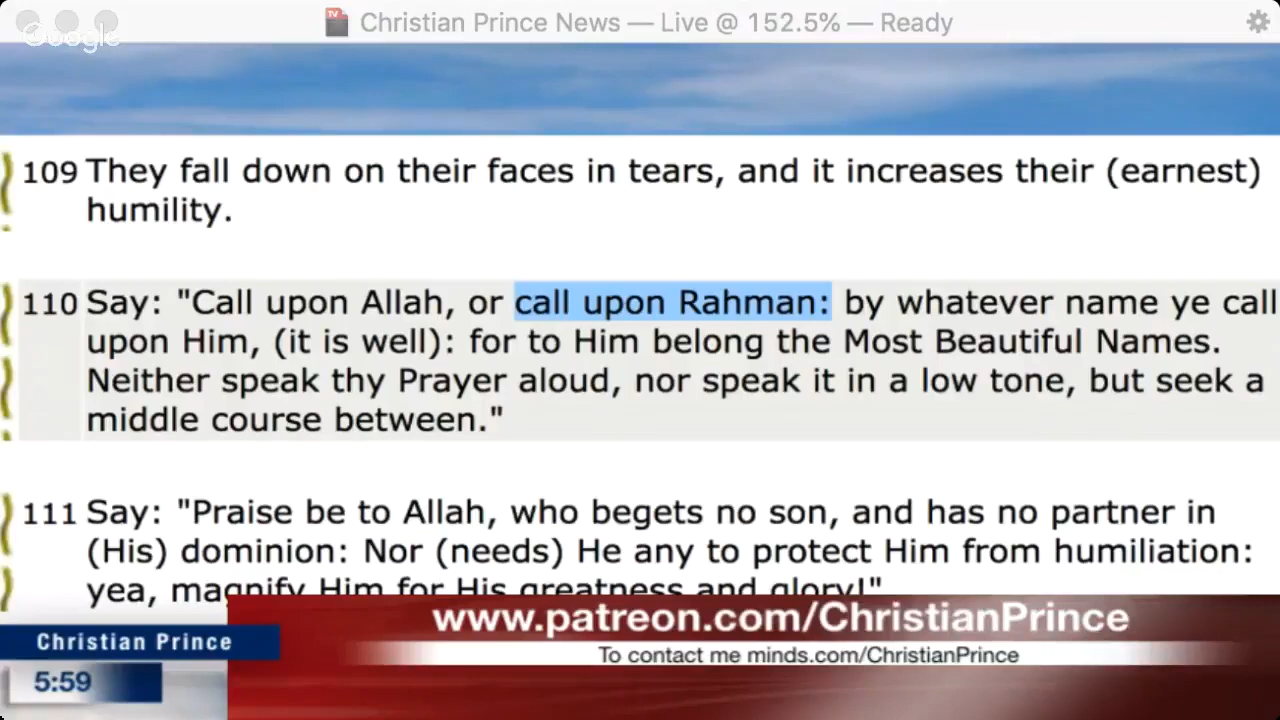 Christian Prince News — Live @ 152.5% — Ready
Google
109 They fall down on their faces in tears, and it increases their (earnest)
humility.
110 Say: "Call upon Allah, or call upon Rahman: by whatever name ye call
upon Him, (it is well): for to Him belong the Most Beautiful Names.
Neither speak thy Prayer aloud, nor speak it in a low tone, but seek a
middle course between."
111 Say: "Praise be to Allah, who begets no son, and has no partner in
(His) dominion: Nor (needs) He any to protect Him from humiliation:
yea, magnify Him for His greatness and glory!"
www.patreon.com/ChristianPrince
Christian Prince
To contact me minds.com/ChristianPrince
5:59